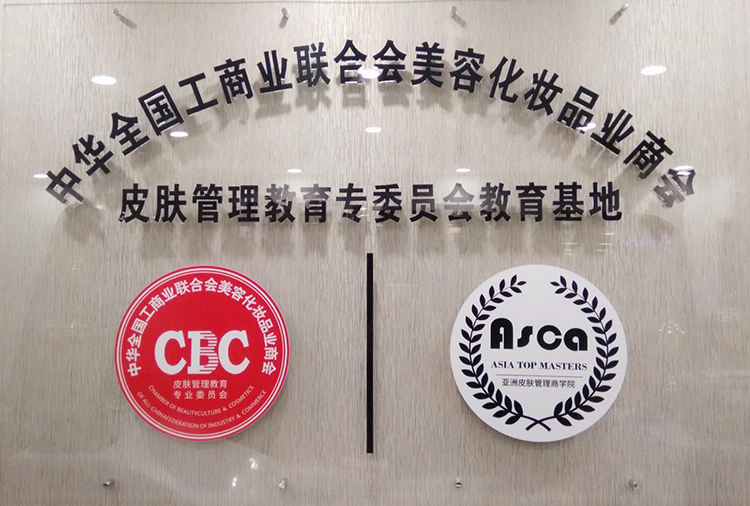 中华全国工商业联合会美容化妆品业商会
皮肤管理教育专委员会教育基地
中华全国工商业联合会美容化妆品业商会
CBC
皮肤管理教育
专业委员会
CHAMBER OF BEAUTYCULTURE & COSMETICS
OF ALL-CHINAFEDERATION OF INDUSTRY & COMMERCE
Asca
ASIA TOP MASTERS
亚洲皮肤管理商学院